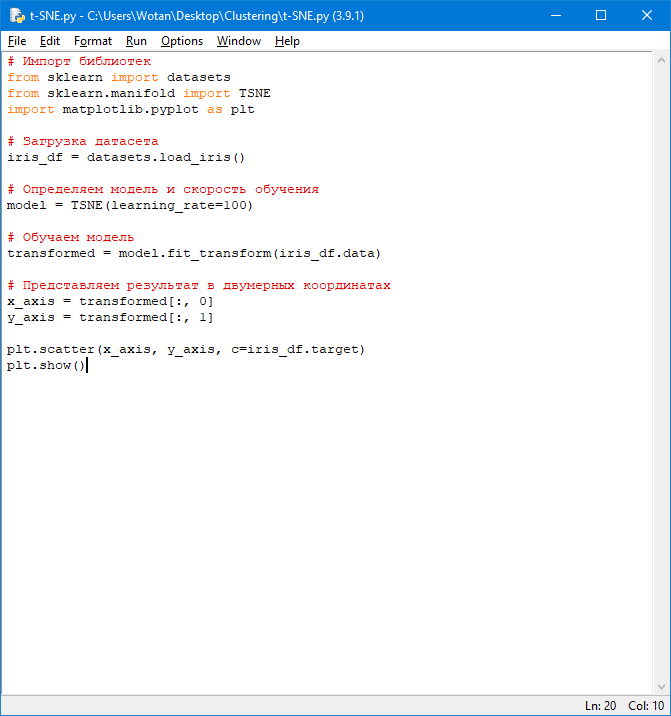 t-SNE.py - C:\Users\Wotan\Desktop\Clustering\t-SNE.py (3.9.1)
File Edit Format Run Options Window Help
# Импорт библиотек
from sklearn import datasets
from sklearn.manifold import TSNE
import matplotlib.pyplot as plt
# Загрузка датасета
iris_df = datasets.load_iris()
# Определяем модель и скорость обучения
model = TSNE(learning_rate=100)
# Обучаем модель
transformed = model.fit_transform(iris_df.data)
# Представляем результат в двумерных координатах
x_axis = transformed[:, 0]
y_axis = transformed[:, 1]
plt.scatter(x_axis, y_axis, c=iris_df.target)
plt.show()
Ln: 20 Col: 10